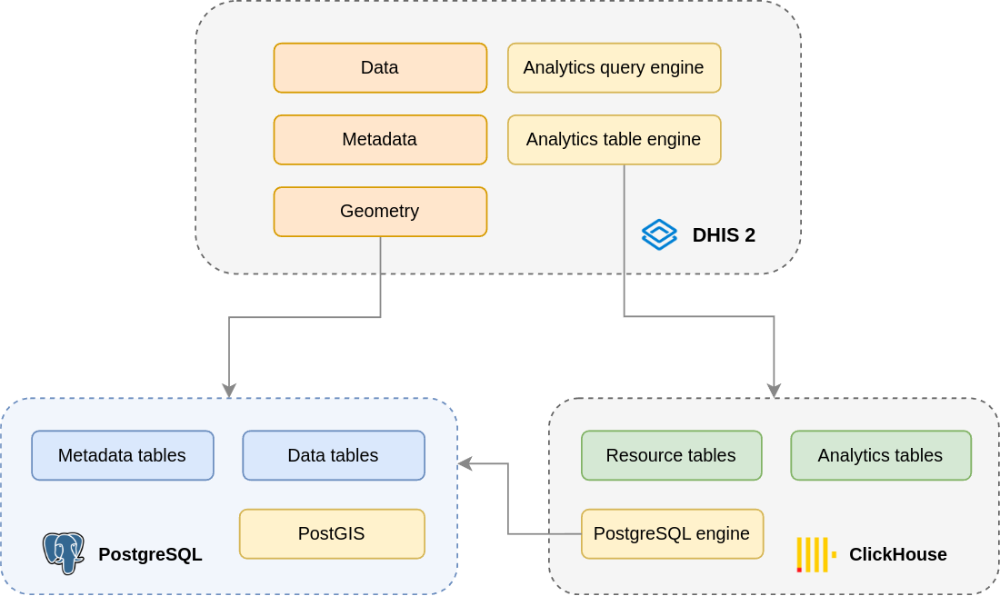 Data
Analytics query engine
Metadata
Analytics table engine
Geometry
DHIS 2
Metadata tables
Data tables
PostGIS
PostgreSQL
Resource tables
Analytics tables
PostgreSQL engine
ClickHouse